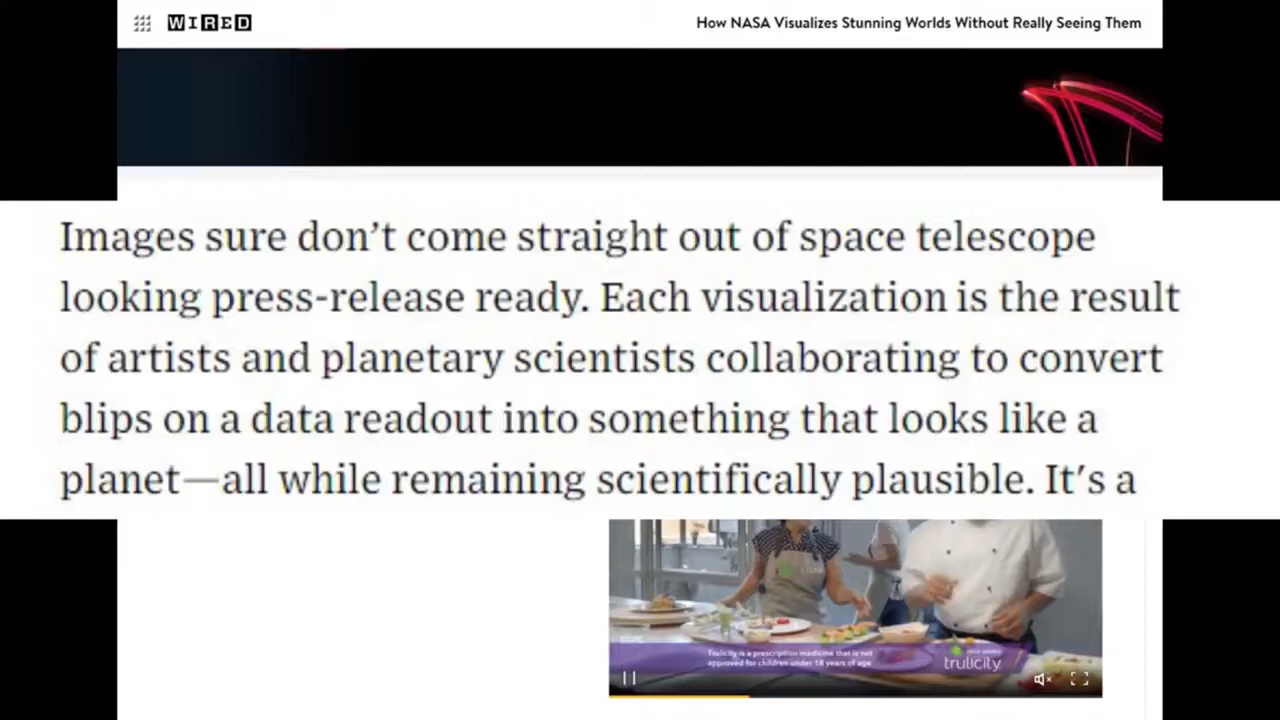 WIRED
How NASA Visualizes Stunning Worlds Without Really Seeing Them
Images sure don’t come straight out of space telescope
looking press-release ready. Each visualization is the result
of artists and planetary scientists collaborating to convert
blips on a data readout into something that looks like a
planet—all while remaining scientifically plausible. It’s a
Trulicity is a prescription medicine that is not
approved for children under 18 years of age
trulicity